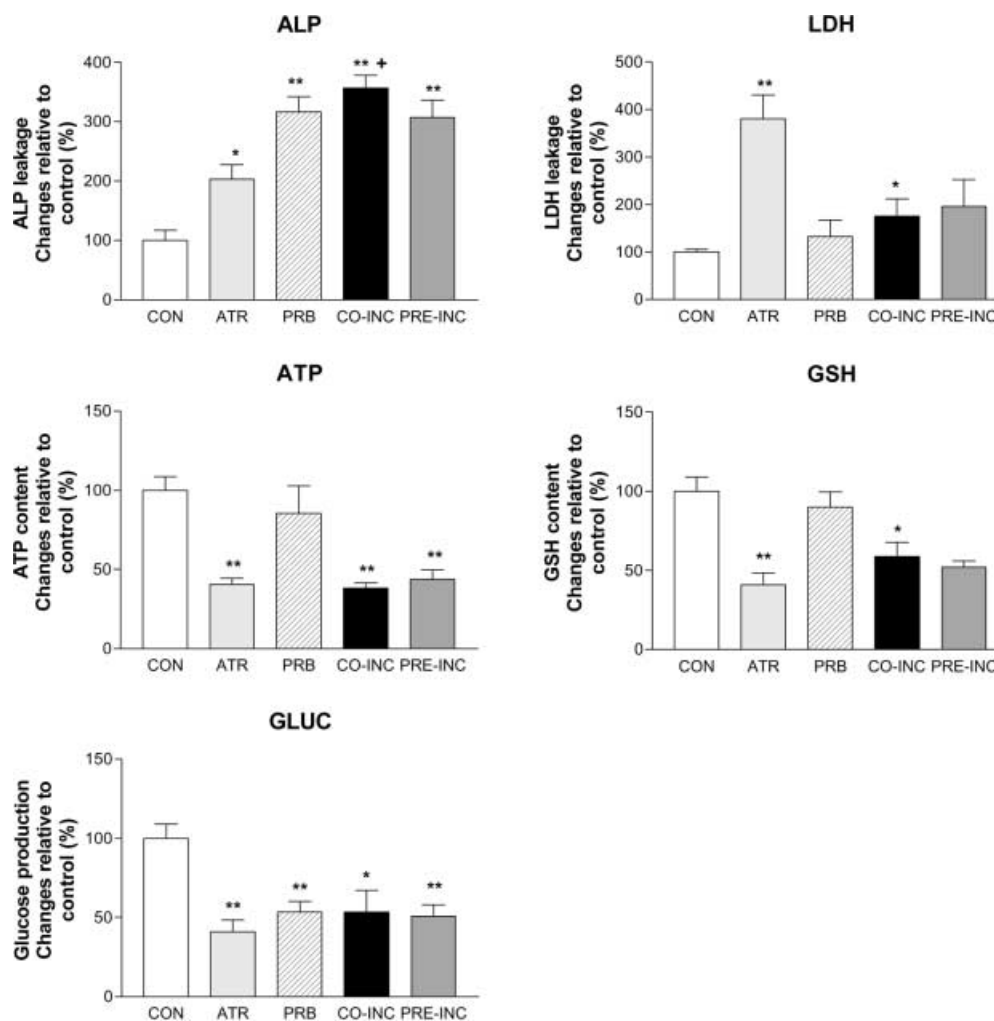 ALP
ALP leakage
Changes relative to
control (%)
400
300
200
100
0
*
**
** +
**
CON ATR PRB CO-INC PRE-INC
LDH
LDH leakage
Changes relative to
control (%)
500
400
300
200
100
0
**
*
CON ATR PRB CO-INC PRE-INC
ATP
ATP content
Changes relative to
control (%)
150
100
50
0
**
**
**
CON ATR PRB CO-INC PRE-INC
GSH
GSH content
Changes relative to
control (%)
150
100
50
0
**
*
CON ATR PRB CO-INC PRE-INC
GLUC
Glucose production
Changes relative to
control (%)
150
100
50
0
**
**
*
**
CON ATR PRB CO-INC PRE-INC